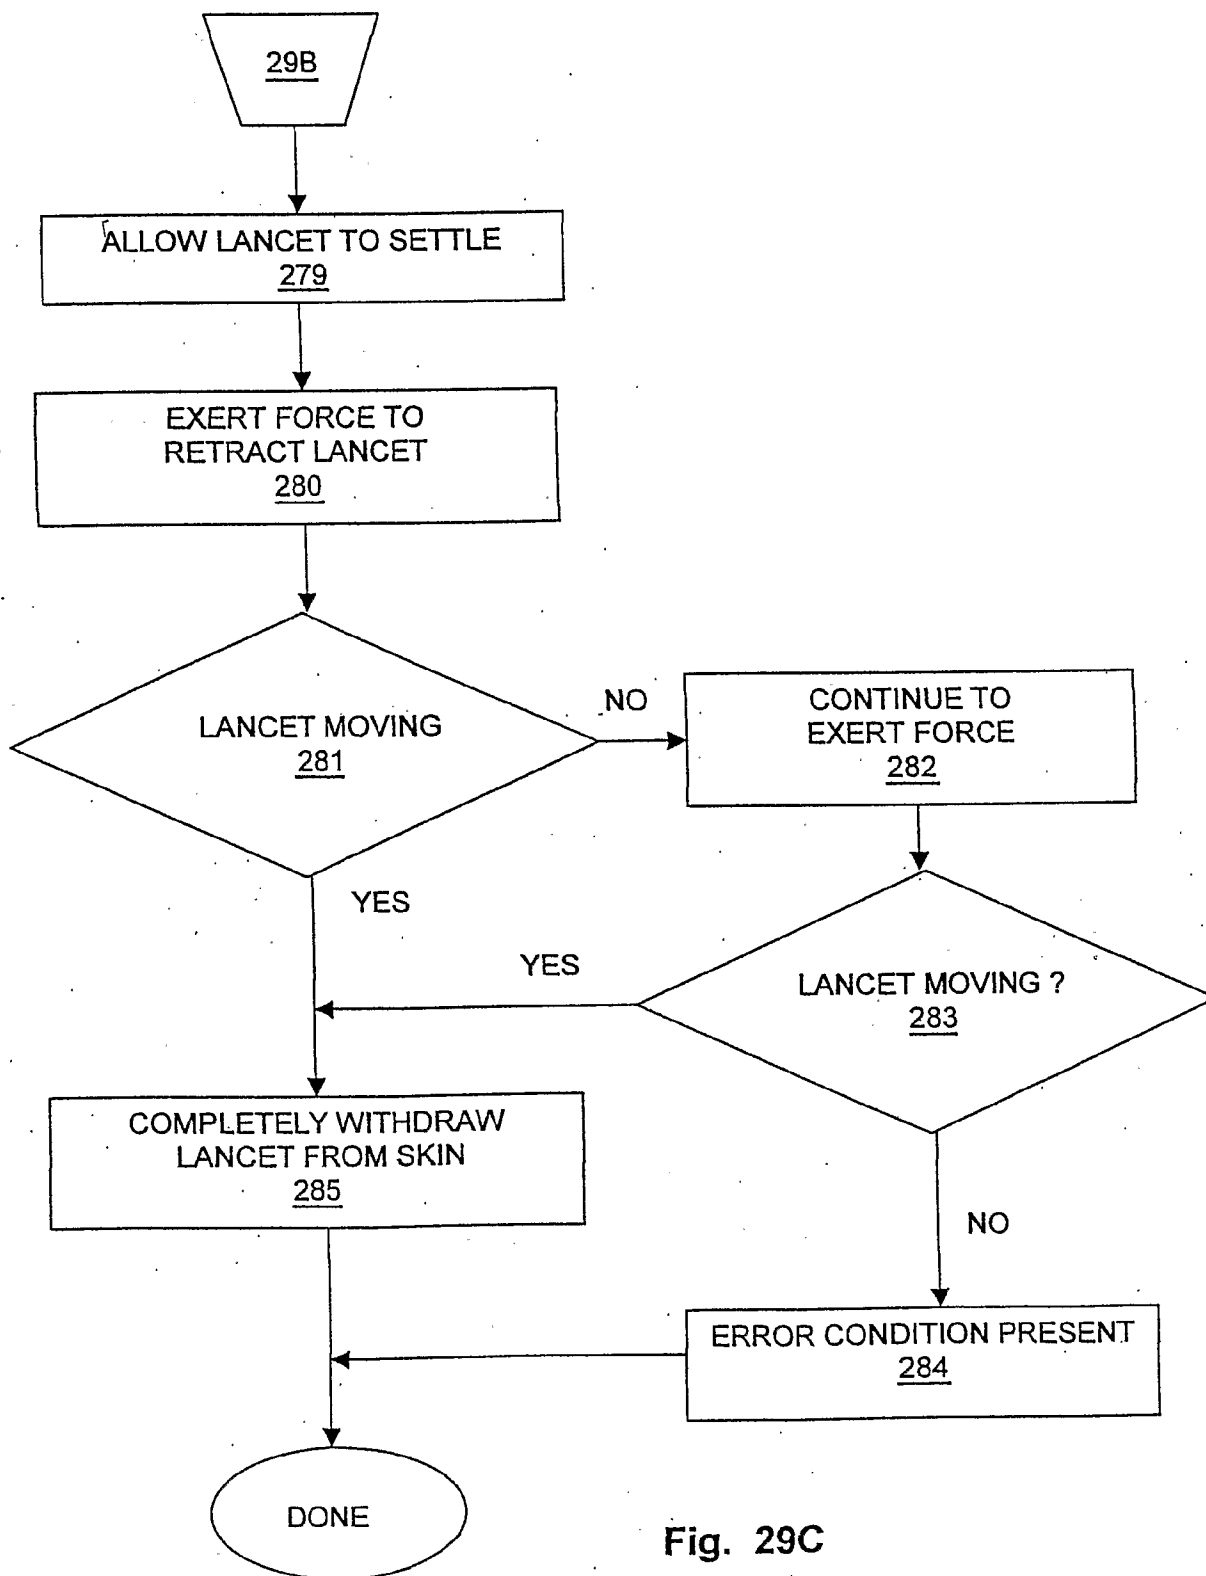 29B
ALLOW LANCET TO SETTLE
279
EXERT FORCE TO
RETRACT LANCET
280
LANCET MOVING
281
NO
CONTINUE TO
EXERT FORCE
282
YES
YES
LANCET MOVING ?
283
COMPLETELY WITHDRAW
LANCET FROM SKIN
285
NO
ERROR CONDITION PRESENT
284
DONE
Fig. 29C